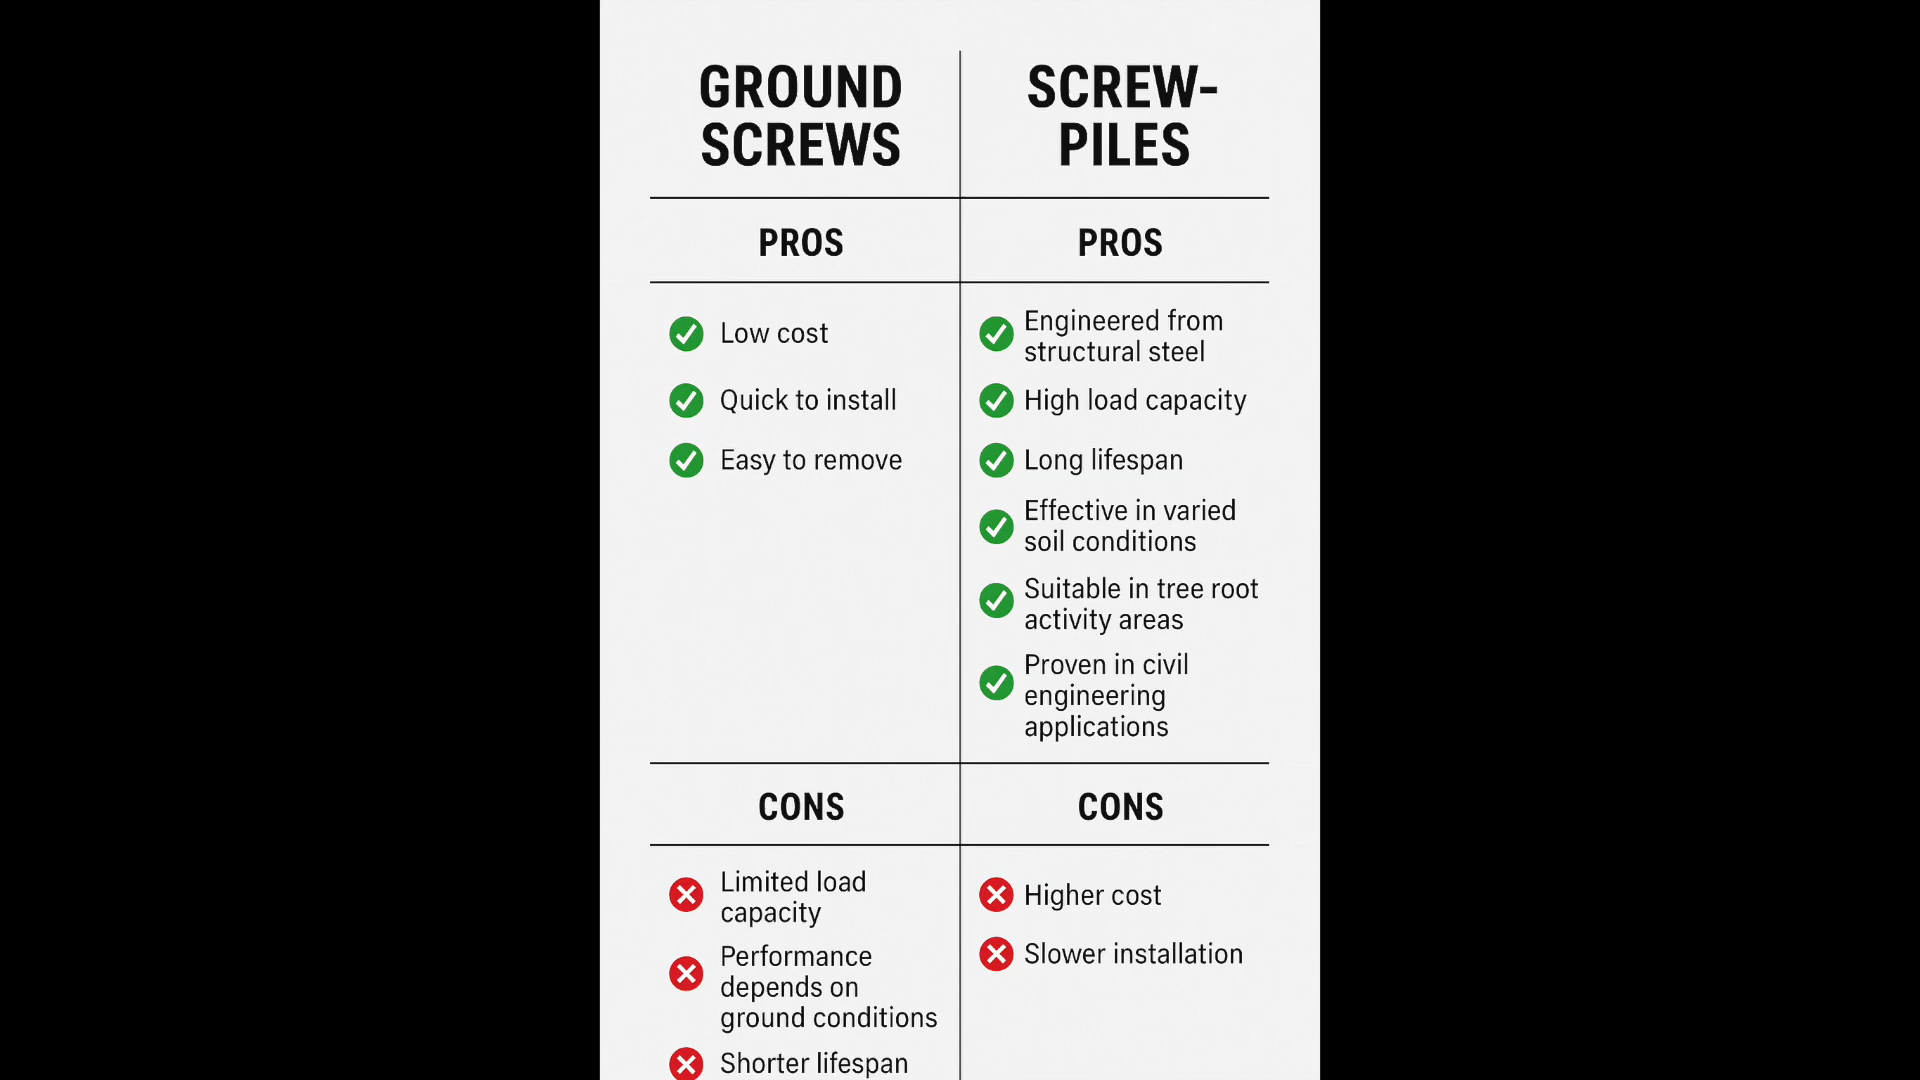 GROUND
SCREWS
PROS
Low cost
Quick to install
Easy to remove
CONS
Limited load
capacity
Performance
depends on
ground conditions
Shorter lifespan
SCREW-
PILES
PROS
Engineered from
structural steel
High load capacity
Long lifespan
Effective in varied
soil conditions
Suitable in tree root
activity areas
Proven in civil
engineering
applications
CONS
Higher cost
Slower installation